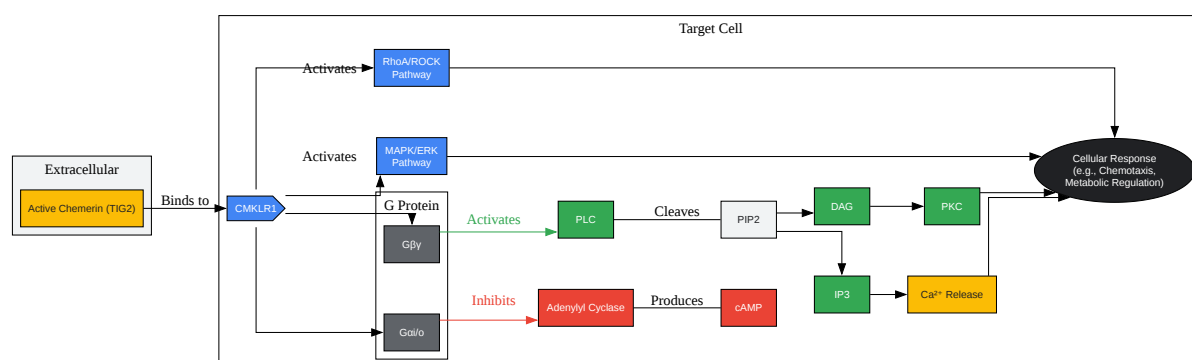 Target Cell
RhoA/ROCK
Pathway
Activates
MAPK/ERK
Pathway
Activates
Cellular Response
(e.g., Chemotaxis,
Metabolic Regulation)
Extracellular
Active Chemerin (TIG2)
Binds to
CMKLR1
G Protein
Gβγ
Activates
PLC
Cleaves
PIP2
DAG
PKC
IP3
Ca²⁺ Release
Gαi/o
Inhibits
Adenylyl Cyclase
Produces
cAMP